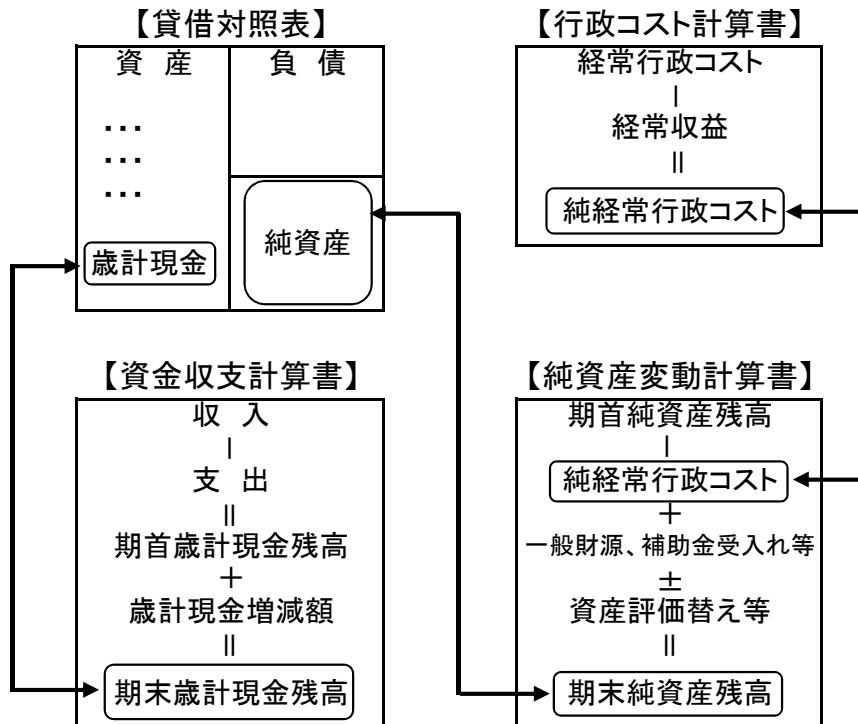 【貸借対照表】
資 産
負 債
・・・
・・・
・・・
歳計現金
純資産
【行政コスト計算書】
経常行政コスト
－
経常収益
＝
純経常行政コスト
【資金収支計算書】
収 入
－
支 出
＝
期首歳計現金残高
＋
歳計現金増減額
＝
期末歳計現金残高
【純資産変動計算書】
期首純資産残高
－
純経常行政コスト
＋
一般財源、補助金受入れ等
±
資産評価替え等
＝
期末純資産残高